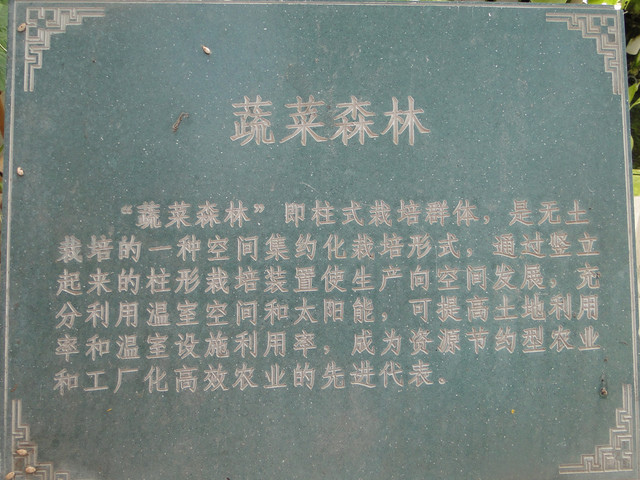 蔬菜森林
“蔬菜森林”即柱式栽培群体，是无土
栽培的一种空间集约化栽培形式，通过竖立
起来的柱形栽培装置使生产向空间发展，充
分利用温室空间和太阳能，可提高土地利用
率和温室设施利用率，成为资源节约型农业
和工厂化高效农业的先进代表。